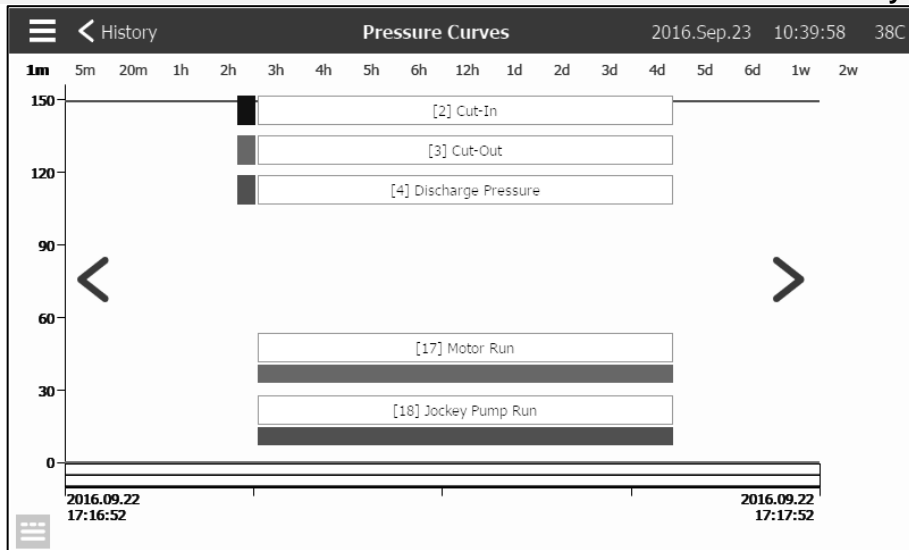 History Pressure Curves 2016.Sep.23 10:39:58 38C
1m 5m 20m 1h 2h 3h 4h 5h 6h 12h 1d 2d 3d 4d 5d 6d 1w 2w
150
[2] Cut-In
[3] Cut-Out
120
[4] Discharge Pressure
90
60
[17] Motor Run
30
[18] Jockey Pump Run
0
2016.09.22 2016.09.22
17:16:52 17:17:52